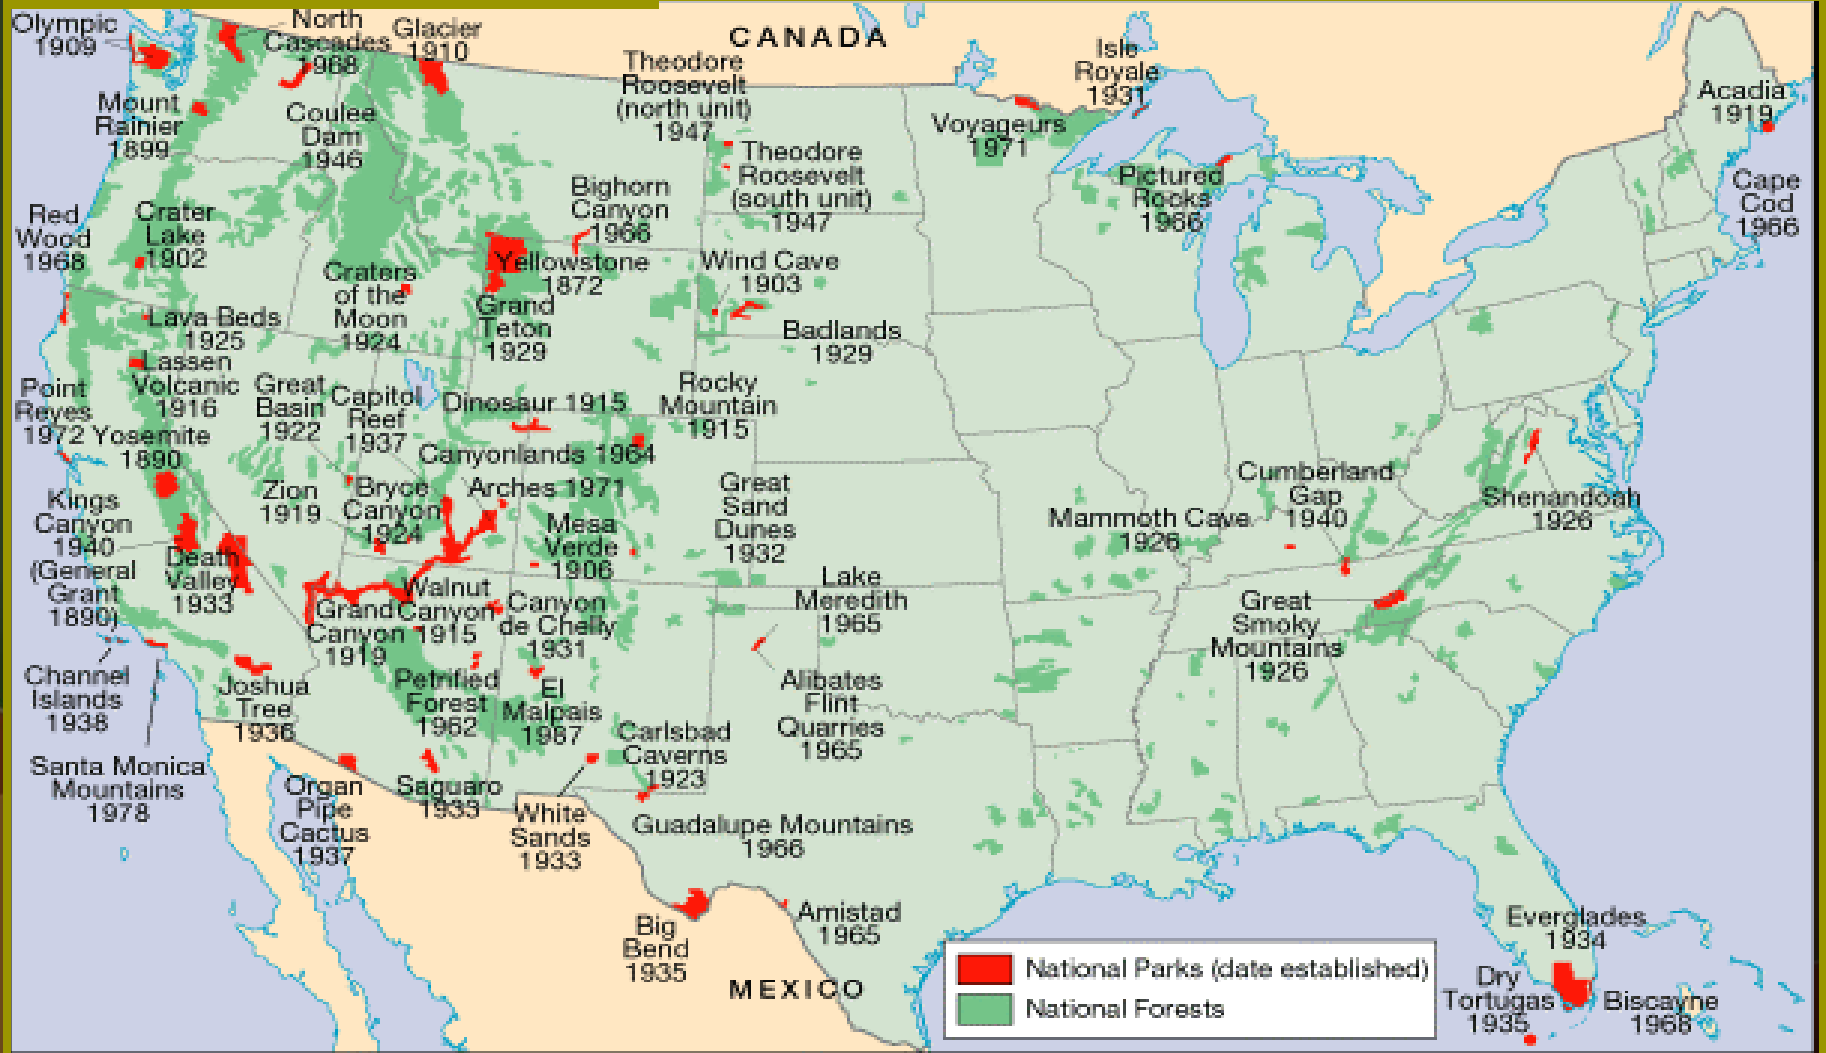 Olympic
1909
North
Cascades
1968
Glacier
1910
CANADA
Theodore
Roosevelt
(north unit)
1947
Isle
Royale
1931
Acadia
1919
Mount
Rainier
1899
Coulee
Dam
1946
Voyageurs
1971
Theodore
Roosevelt
(south unit)
1947
Pictured
Rocks
1966
Cape
Cod
1966
Bighorn
Canyon
1966
Red
Wood
1968
Crater
Lake
1902
Yellowstone
1872
Wind Cave
1903
Craters
of the
Moon
1924
Grand
Teton
1929
Lava Beds
1925
Badlands
1929
Lassen
Volcanic
1916
Point
Reyes
1972
Great
Basin
1922
Capitol
Reef
1937
Dinosaur 1915
Rocky
Mountain
1915
Yosemite
1890
Canyonlands 1964
Kings
Canyon
1940
(General
Grant
1890)
Zion
1919
Bryce
Canyon
1924
Arches 1971
Great
Sand
Dunes
1932
Mesa
Verde
1906
Cumberland
Gap
1940
Shenandoah
1926
Mammoth Cave
1926
Death
Valley
1933
Walnut
Canyon
1915
Grand
Canyon
1919
Canyon
de Chelly
1931
Lake
Meredith
1965
Great
Smoky
Mountains
1926
Channel
Islands
1938
Joshua
Tree
1936
Petrified
Forest
1962
El
Malpais
1987
Alibates
Flint
Quarries
1965
Carlsbad
Caverns
1923
Santa Monica
Mountains
1978
Organ
Pipe
Cactus
1937
Saguaro
1933
White
Sands
1933
Guadalupe Mountains
1966
Big
Bend
1935
Amistad
1965
Everglades
1934
MEXICO
National Parks (date established)
National Forests
Dry
Tortugas
1935
Biscayne
1968